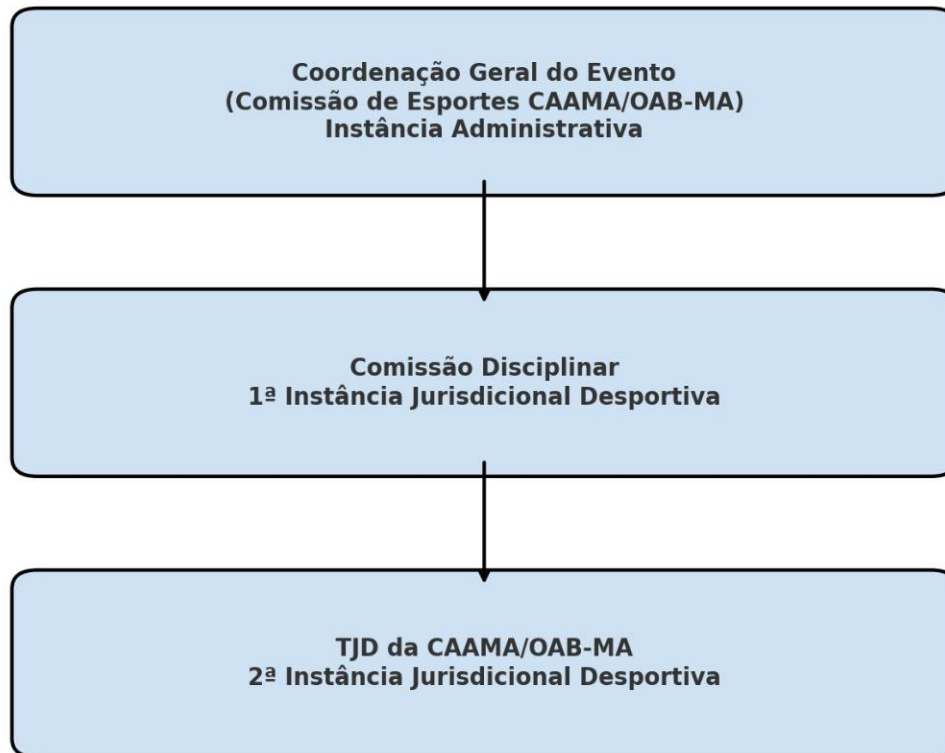 Coordenação Geral do Evento
(Comissão de Esportes CAAMA/OAB-MA)
Instância Administrativa
Comissão Disciplinar
1ª Instância Jurisdicional Desportiva
TJD da CAAMA/OAB-MA
2ª Instância Jurisdicional Desportiva